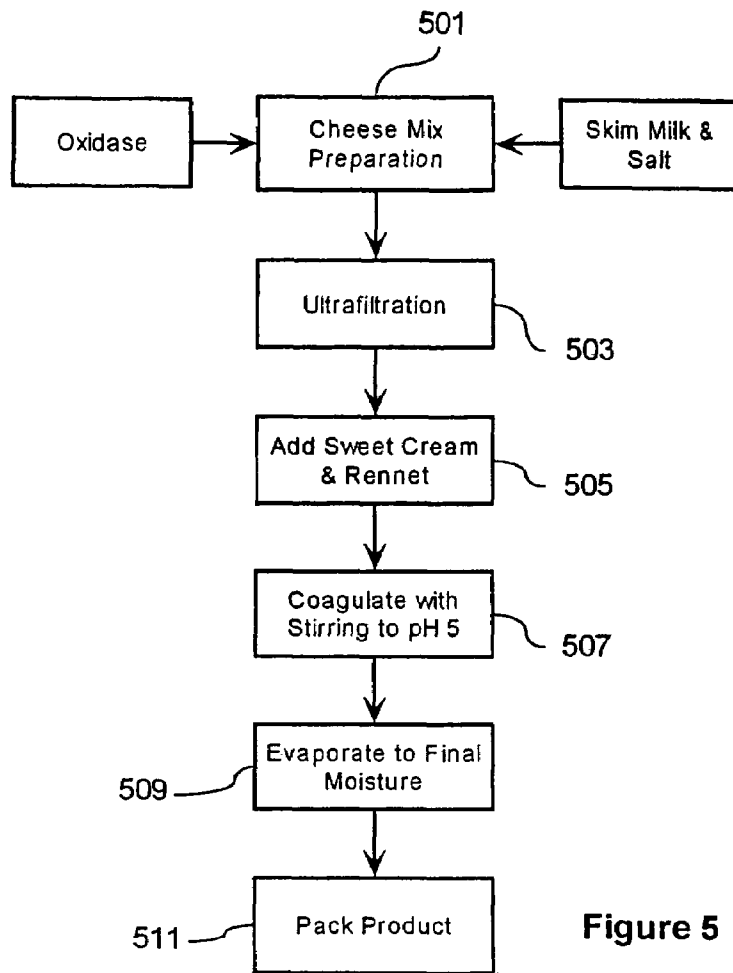 501
Oxidase
Cheese Mix
Preparation
Skim Milk &
Salt
Ultrafiltration
503
Add Sweet Cream
& Rennet
505
Coagulate with
Stirring to pH 5
507
Evaporate to Final
Moisture
509
Pack Product
511
Figure 5